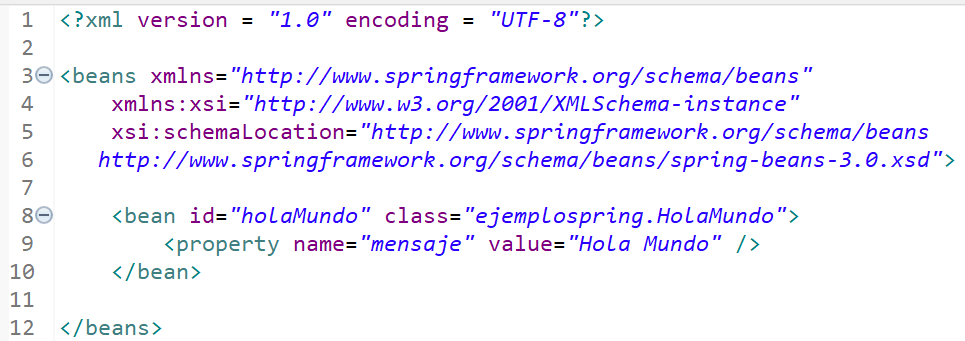 1 <?xml version = "1.0" encoding = "UTF-8"?>
2
3 <beans xmlns="http://www.springframework.org/schema/beans"
4 xmlns:xsi="http://www.w3.org/2001/XMLSchema-instance"
5 xsi:schemaLocation="http://www.springframework.org/schema/beans
6 http://www.springframework.org/schema/beans/spring-beans-3.0.xsd">
7
8 <bean id="holaMundo" class="ejemplospring.HolaMundo">
9 <property name="mensaje" value="Hola Mundo" />
10 </bean>
11
12 </beans>